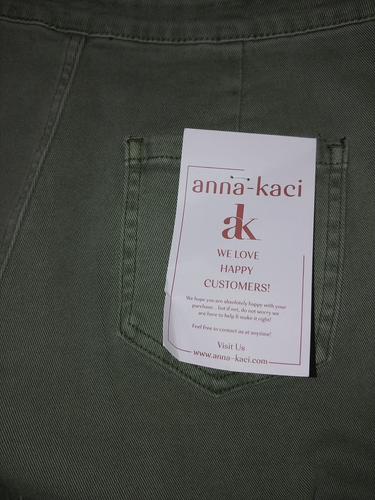 anna-kaci
ak
WE LOVE
HAPPY
CUSTOMERS!
We hope you are absolutely happy with your
purchase... but if not, do not worry we
are here to help & make it right!
Feel free to contact us at anytime!
Visit Us
www.anna-kaci.com